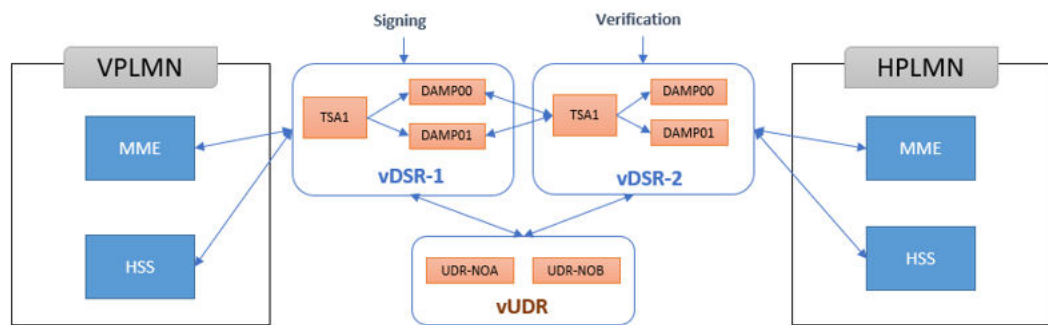 Signing
Verification
VPLMN
MME
HSS
TSA1
DAMP00
DAMP01
vDSR-1
TSA1
DAMP00
DAMP01
vDSR-2
HPLMN
MME
HSS
UDR-NOA
UDR-NOB
vUDR